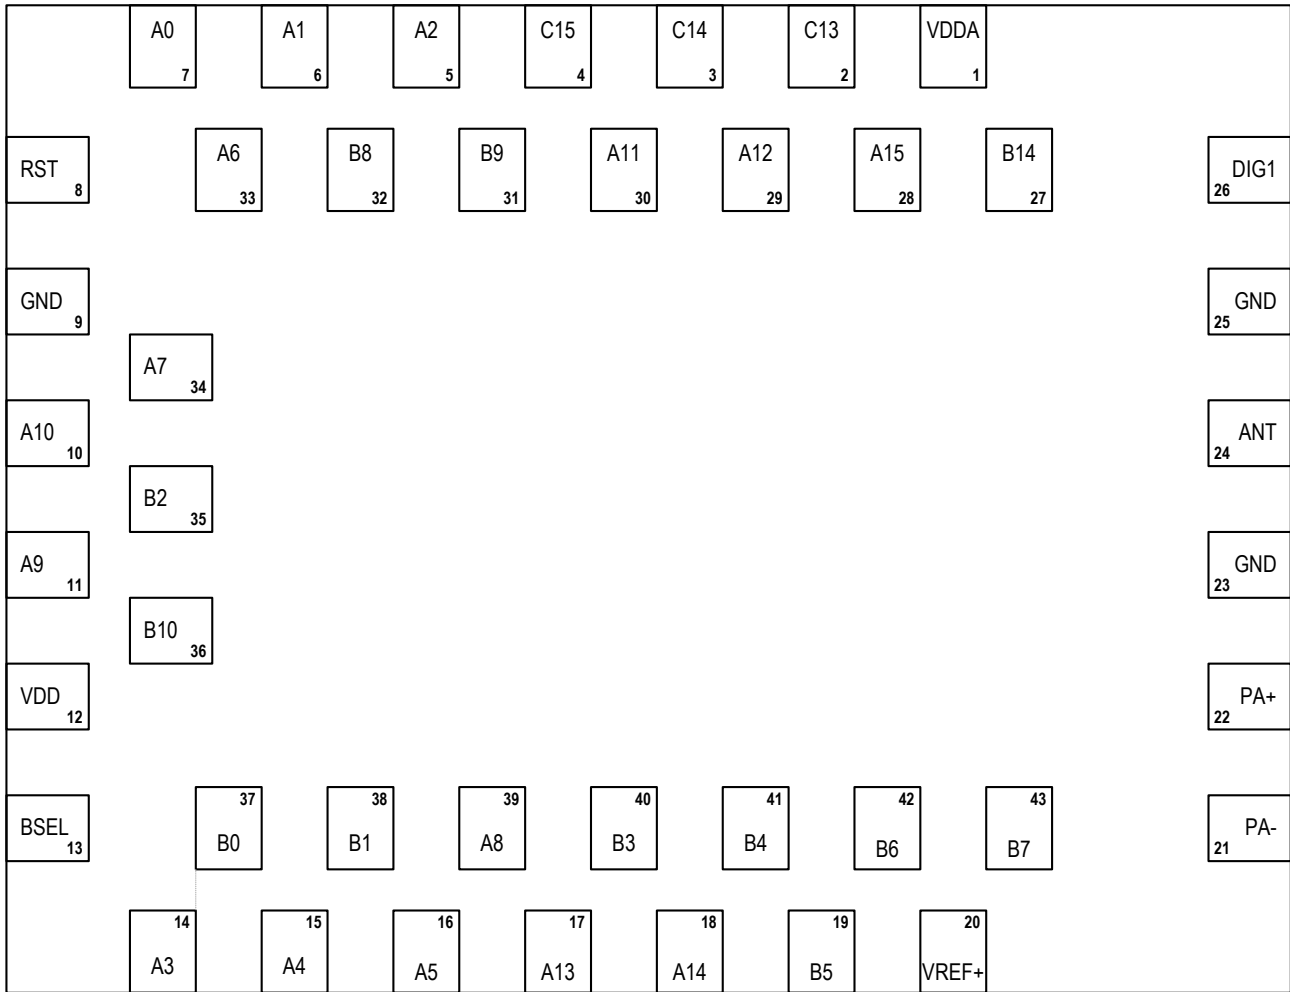 A0 A1 A2 C15 C14 C13 VDDA
7 6 5 4 3 2 1
A6 B8 B9 A11 A12 A15 B14
33 32 31 30 29 28 27
RST DIG1
8 26
GND GND
9 25
A7
34
A10 ANT
10 24
B2
35
A9 GND
11 23
B10
36
VDD PA+
12 22
37 38 39 40 41 42 43
B0 B1 A8 B3 B4 B6 B7
BSEL PA-
13 21
14 15 16 17 18 19 20
A3 A4 A5 A13 A14 B5 VREF+